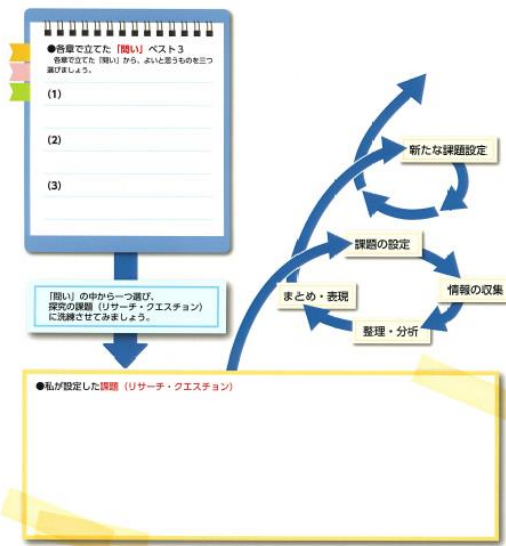 ●各章で立てた「問い」ベスト3
各章で立てた「問い」から、よいと思うものを三つ
選びましょう。
(1)
(2)
(3)
「問い」の中から一つ選び、
探究の課題（リサーチ・クエスチョン）
に洗練させてみましょう。
新たな課題設定
課題の設定
情報の収集
整理・分析
まとめ・表現
●私が設定した課題（リサーチ・クエスチョン）